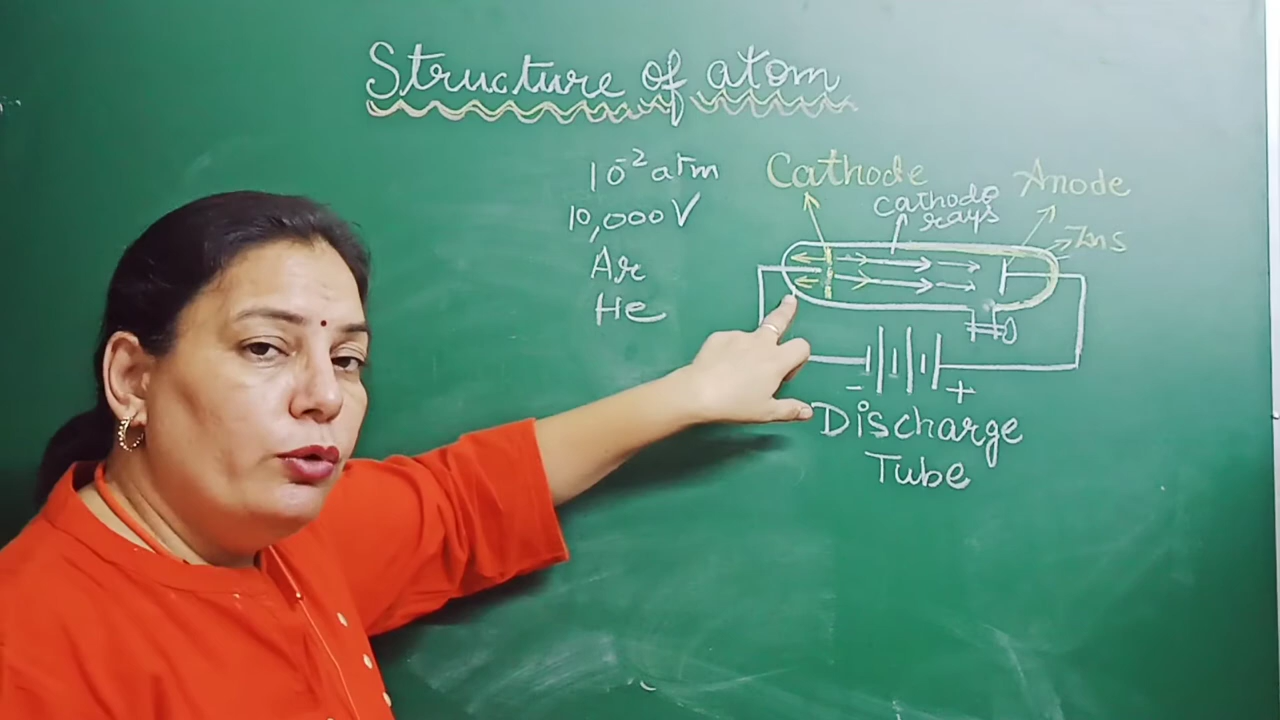 Structure of atom
10⁻² atm
10,000 V
Ar
He
Cathode
Cathode rays
Anode
ZnS
- +
Discharge
Tube